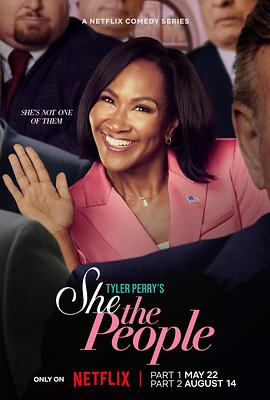 A NETFLIX COMEDY SERIES
SHE'S NOT ONE
OF THEM
TYLER PERRY'S
She the
People
ONLY ON NETFLIX
PART 1 MAY 22
PART 2 AUGUST 14